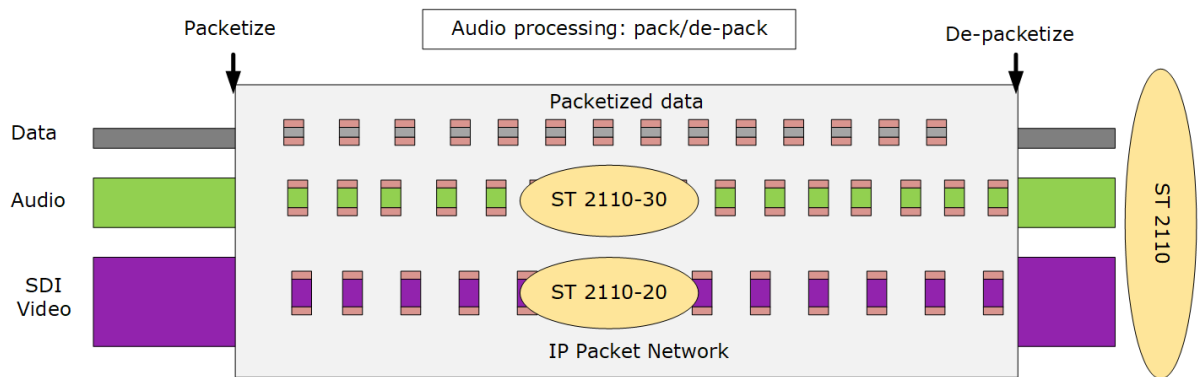 Packetize
Audio processing: pack/de-pack
De-packetize
Packetized data
Data
Audio
ST 2110-30
SDI
Video
ST 2110-20
IP Packet Network
ST 2110